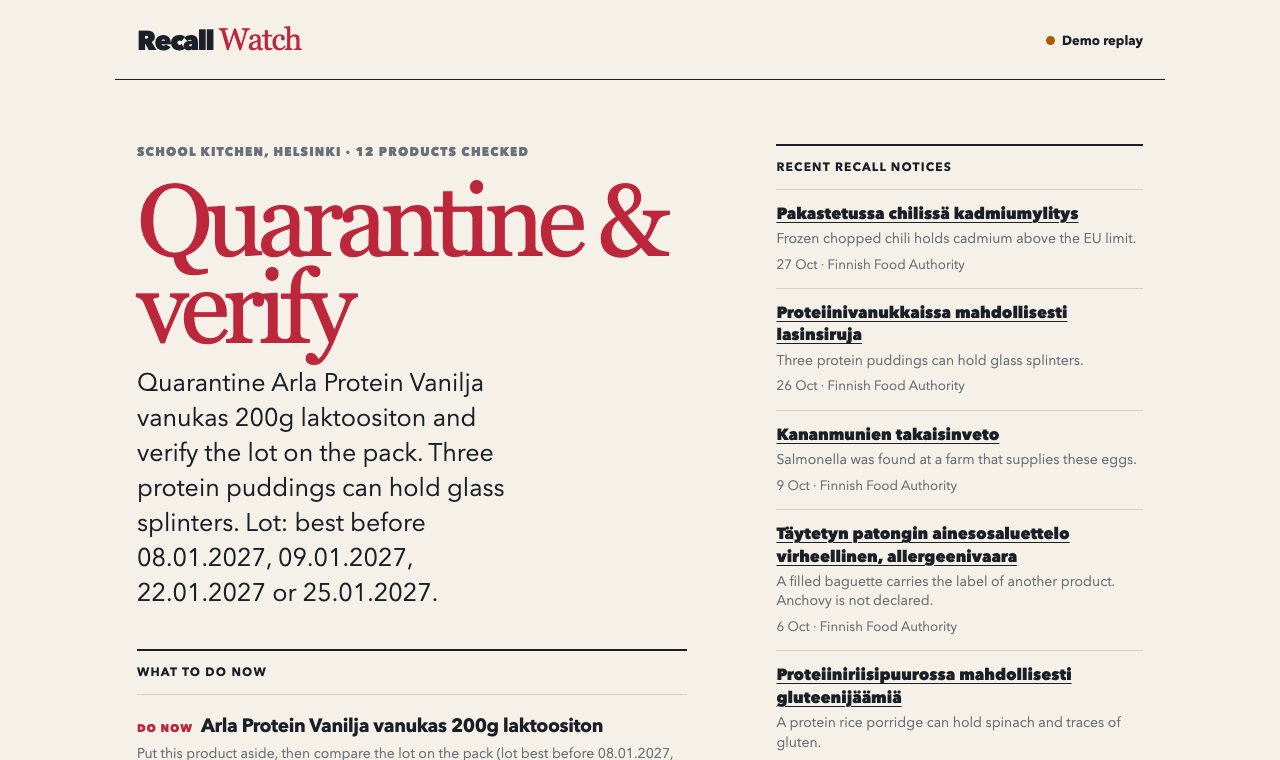 Recall Watch
Demo replay
SCHOOL KITCHEN, HELSINKI · 12 PRODUCTS CHECKED
Quarantine &
verify
Quarantine Arla Protein Vanilja
vanukas 200g laktoositon and
verify the lot on the pack. Three
protein puddings can hold glass
splinters. Lot: best before
08.01.2027, 09.01.2027,
22.01.2027 or 25.01.2027.
WHAT TO DO NOW
DO NOW Arla Protein Vanilja vanukas 200g laktoositon
Put this product aside, then compare the lot on the pack (lot best before 08.01.2027,
RECENT RECALL NOTICES
Pakastetussa chilissä kadmiumylitys
Frozen chopped chili holds cadmium above the EU limit.
27 Oct · Finnish Food Authority
Proteiinivanukkaissa mahdollisesti
lasinsiruja
Three protein puddings can hold glass splinters.
26 Oct · Finnish Food Authority
Kananmunien takaisinveto
Salmonella was found at a farm that supplies these eggs.
9 Oct · Finnish Food Authority
Täytetyn patongin ainesosaluettelo
virheellinen, allergeenivaara
A filled baguette carries the label of another product.
Anchovy is not declared.
6 Oct · Finnish Food Authority
Proteiiniriisipuurossa mahdollisesti
gluteenijäämiä
A protein rice porridge can hold spinach and traces of
gluten.